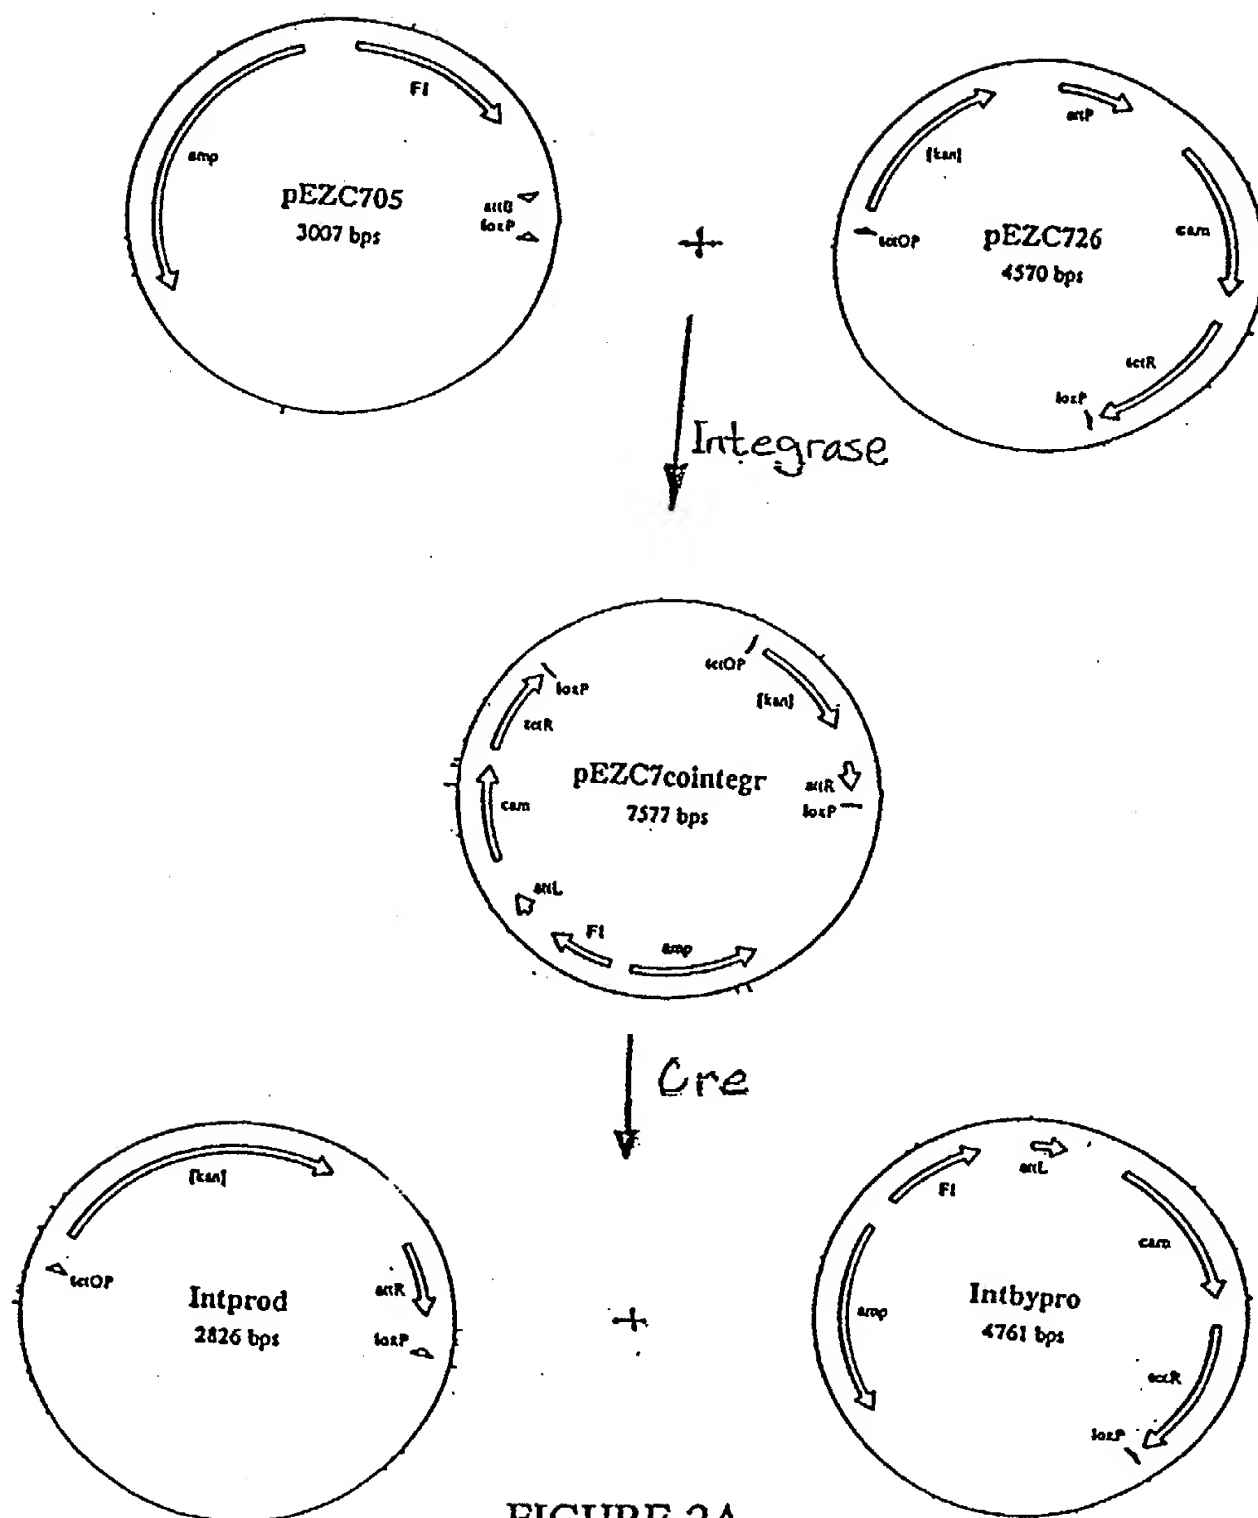 F1
amp
attP
[kan]
pEZC705
3007 bps
attB
loxP
tetOP
pEZC726
4570 bps
cam
tetR
loxP
+
Integrase
tetOP
loxP
[kan]
tetR
pEZC7cointegr
7577 bps
attR
loxP
cam
attL
F1
amp
Cre
[kan]
F1
attL
cam
tetOP
attR
Intprod
2826 bps
loxP
+
amp
Intbypro
4761 bps
tetR
loxP
FIGURE 2A